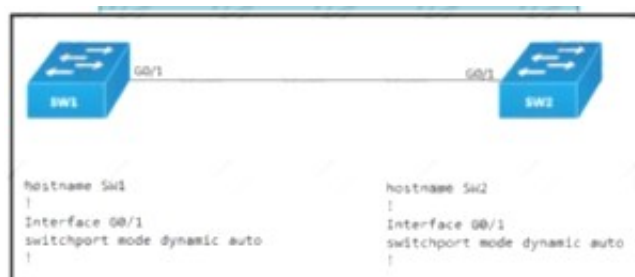 G0/1
G0/1
SW1
SW2
hostname SW1
!
Interface G0/1
switchport mode dynamic auto
!
hostname SW2
!
Interface G0/1
switchport mode dynamic auto
!